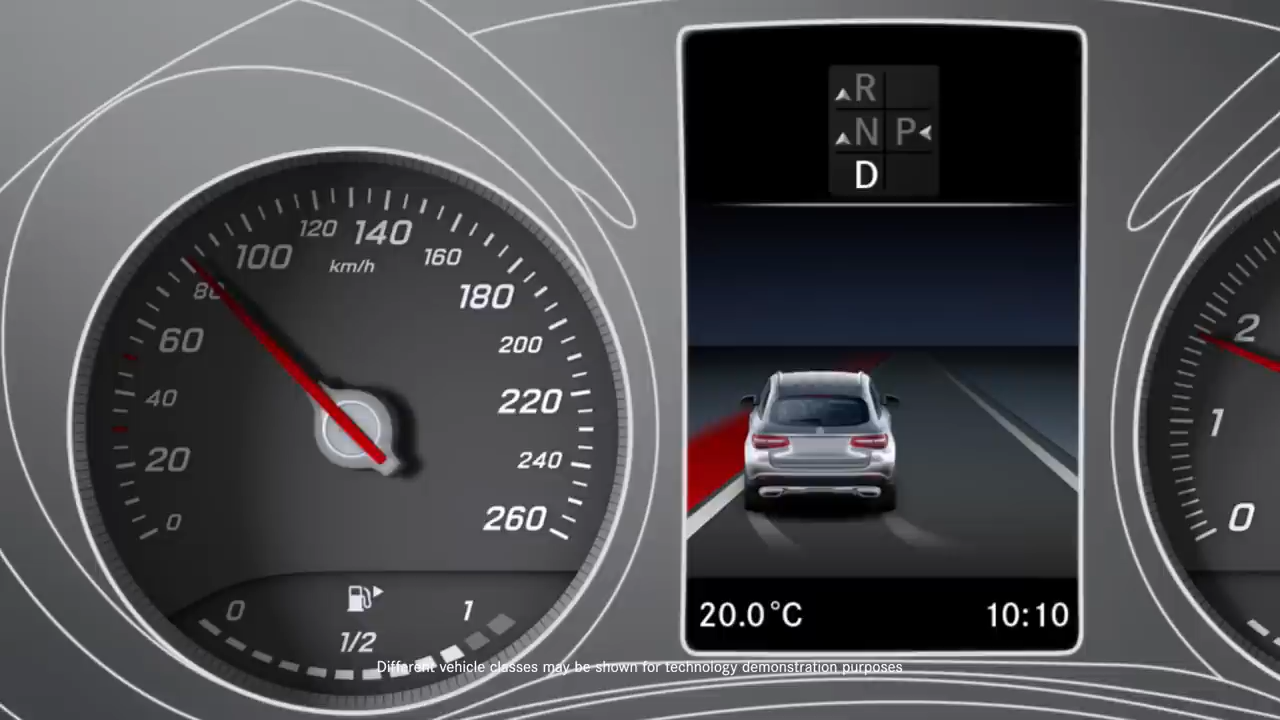 R
N P
D
120 140
100 km/h 160
80 180
60 200
40 220
20 240
0 260
2
1
0
0 1
1/2
20.0°C 10:10
Different vehicle classes may be shown for technology demonstration purposes